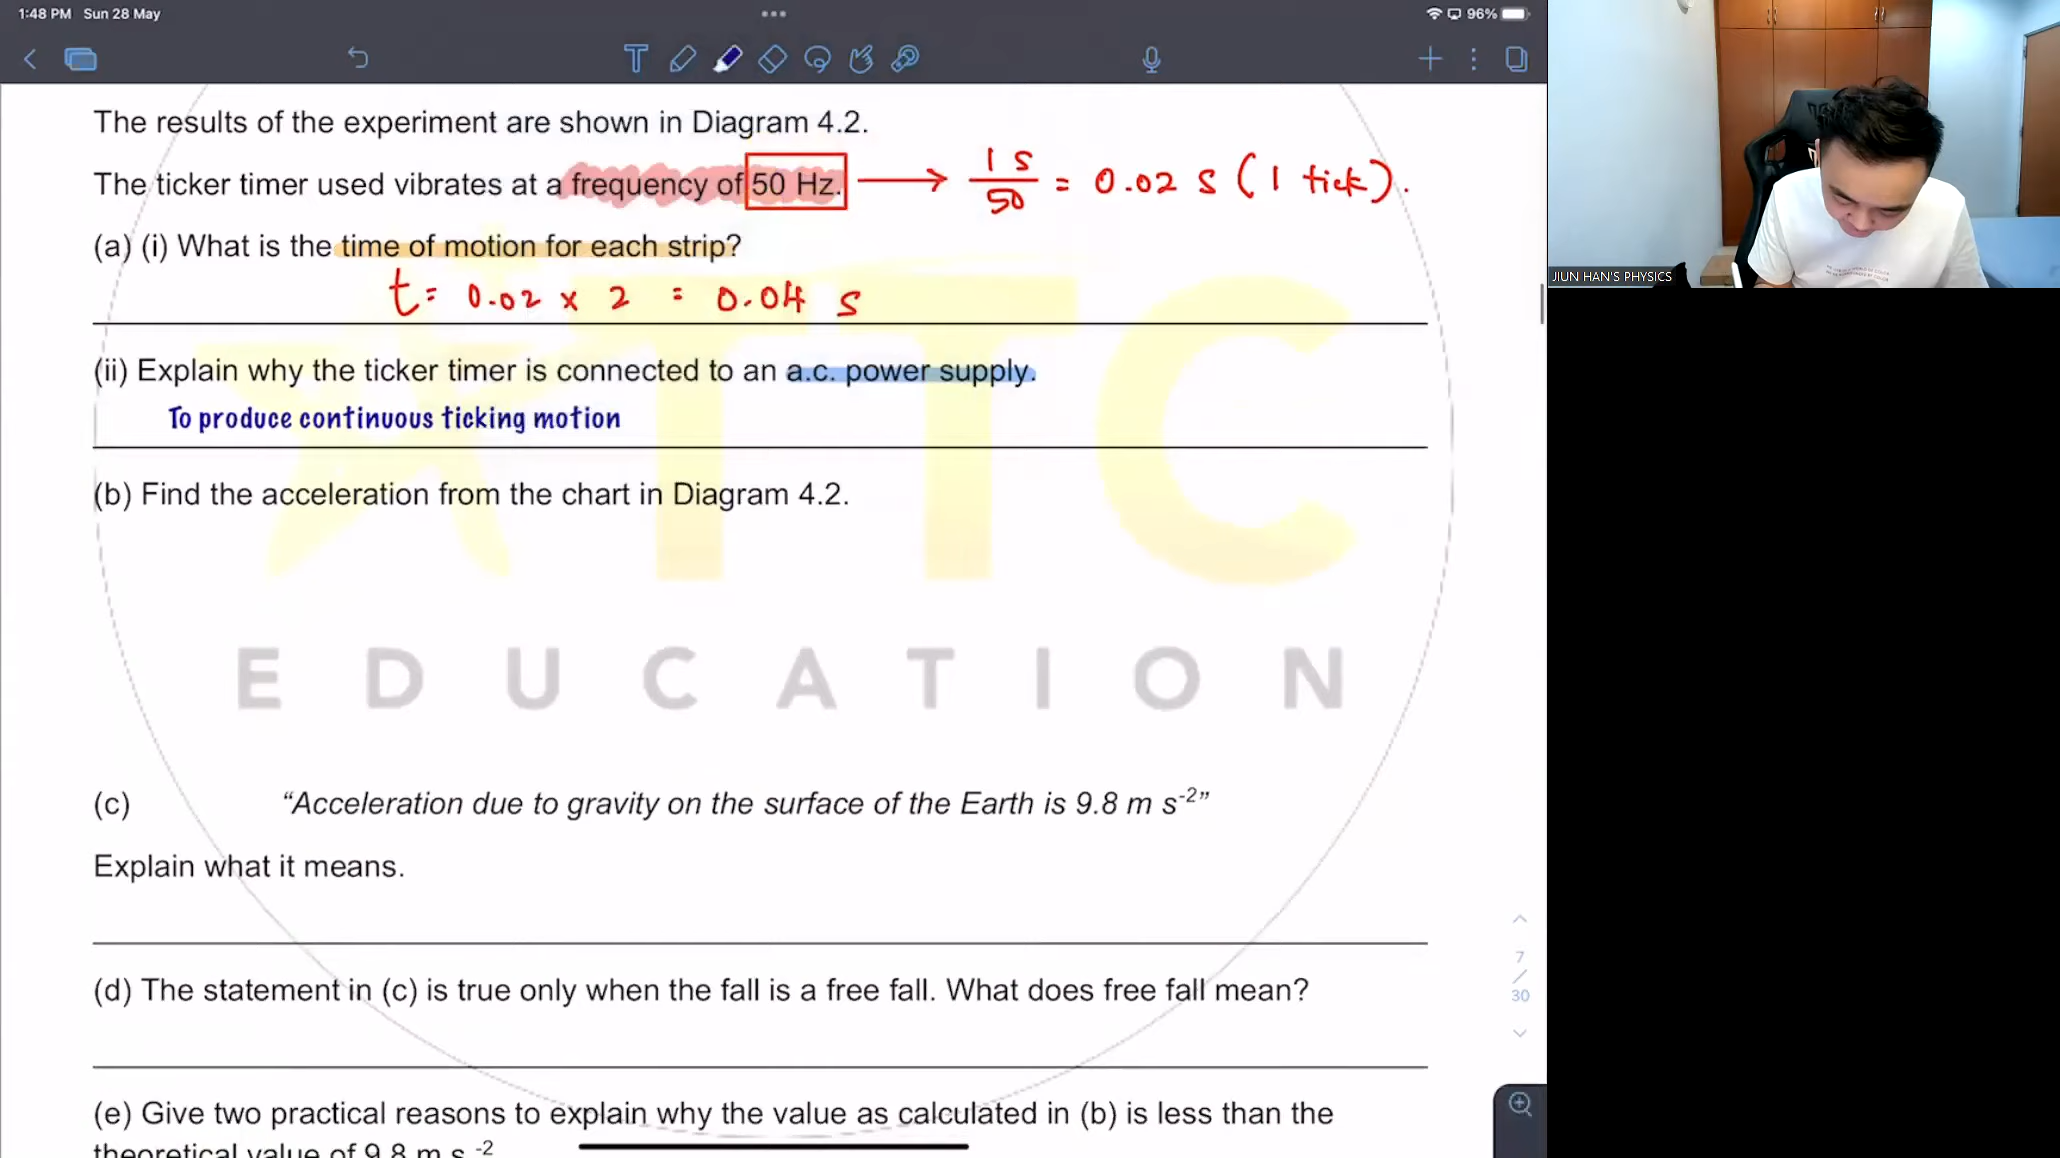 1:48 PM Sun 28 May
96%
The results of the experiment are shown in Diagram 4.2.
The ticker timer used vibrates at a frequency of 50 Hz. → 1 s / 50 = 0.02 s (1 tick).
(a) (i) What is the time of motion for each strip?
t = 0.02 x 2 = 0.04 s
(ii) Explain why the ticker timer is connected to an a.c. power supply.
To produce continuous ticking motion
(b) Find the acceleration from the chart in Diagram 4.2.
TTC
EDUCATION
(c) “Acceleration due to gravity on the surface of the Earth is 9.8 m s⁻²”
Explain what it means.
7
/
30
(d) The statement in (c) is true only when the fall is a free fall. What does free fall mean?
(e) Give two practical reasons to explain why the value as calculated in (b) is less than the
theoretical value of 9.8 m s⁻²
JIUN HAN'S PHYSICS